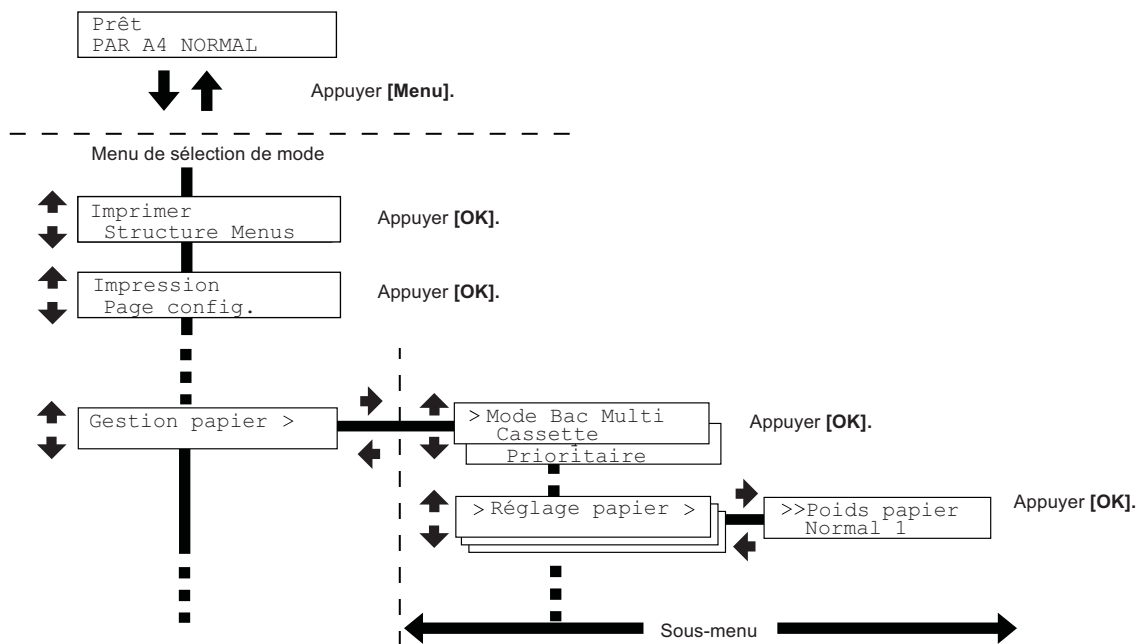 Prêt
PAR A4 NORMAL
Appuyer [Menu].
Menu de sélection de mode
Imprimer
Structure Menus
Appuyer [OK].
Impression
Page config.
Appuyer [OK].
Gestion papier >
>Mode Bac Multi
Cassette
Prioritaire
Appuyer [OK].
>Réglage papier >
>>Poids papier
Normal 1
Appuyer [OK].
Sous-menu